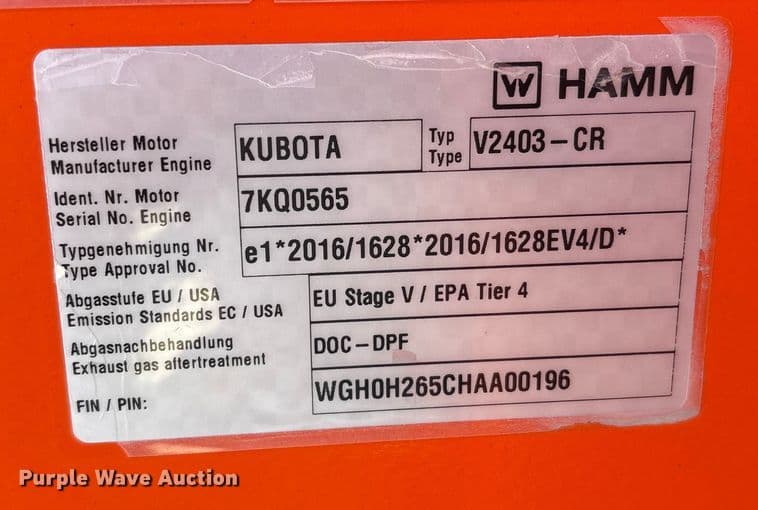 HAMM
Hersteller Motor
Manufacturer Engine
KUBOTA
Typ
Type
V2403-CR
Ident. Nr. Motor
Serial No. Engine
7KQ0565
Typgenehmigung Nr.
Type Approval No.
e1*2016/1628*2016/1628EV4/D*
Abgasstufe EU / USA
Emission Standards EC / USA
EU Stage V / EPA Tier 4
Abgasnachbehandlung
Exhaust gas aftertreatment
DOC-DPF
FIN / PIN:
WGH0H265CHAA00196
Purple Wave Auction